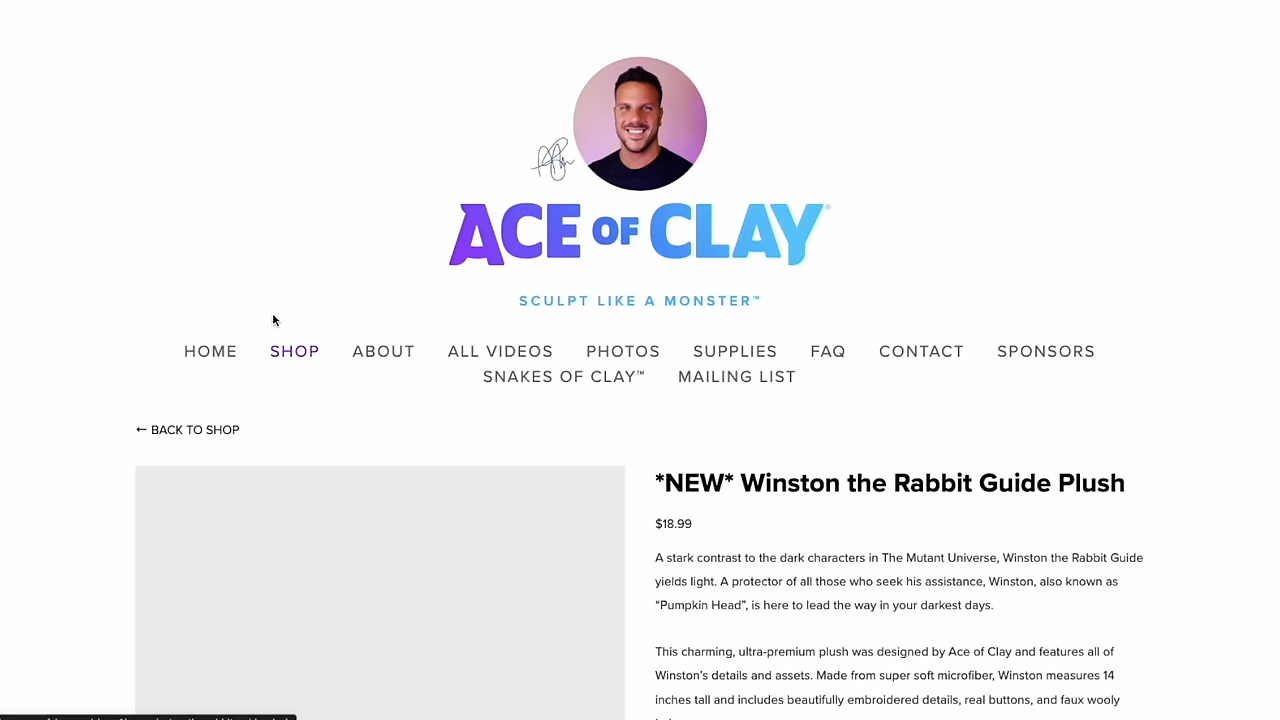 ACE OF CLAY®
SCULPT LIKE A MONSTER™
HOME SHOP ABOUT ALL VIDEOS PHOTOS SUPPLIES FAQ CONTACT SPONSORS
SNAKES OF CLAY™ MAILING LIST
← BACK TO SHOP
*NEW* Winston the Rabbit Guide Plush
$18.99
A stark contrast to the dark characters in The Mutant Universe, Winston the Rabbit Guide
yields light. A protector of all those who seek his assistance, Winston, also known as
“Pumpkin Head”, is here to lead the way in your darkest days.
This charming, ultra-premium plush was designed by Ace of Clay and features all of
Winston’s details and assets. Made from super soft microfiber, Winston measures 14
inches tall and includes beautifully embroidered details, real buttons, and faux wooly